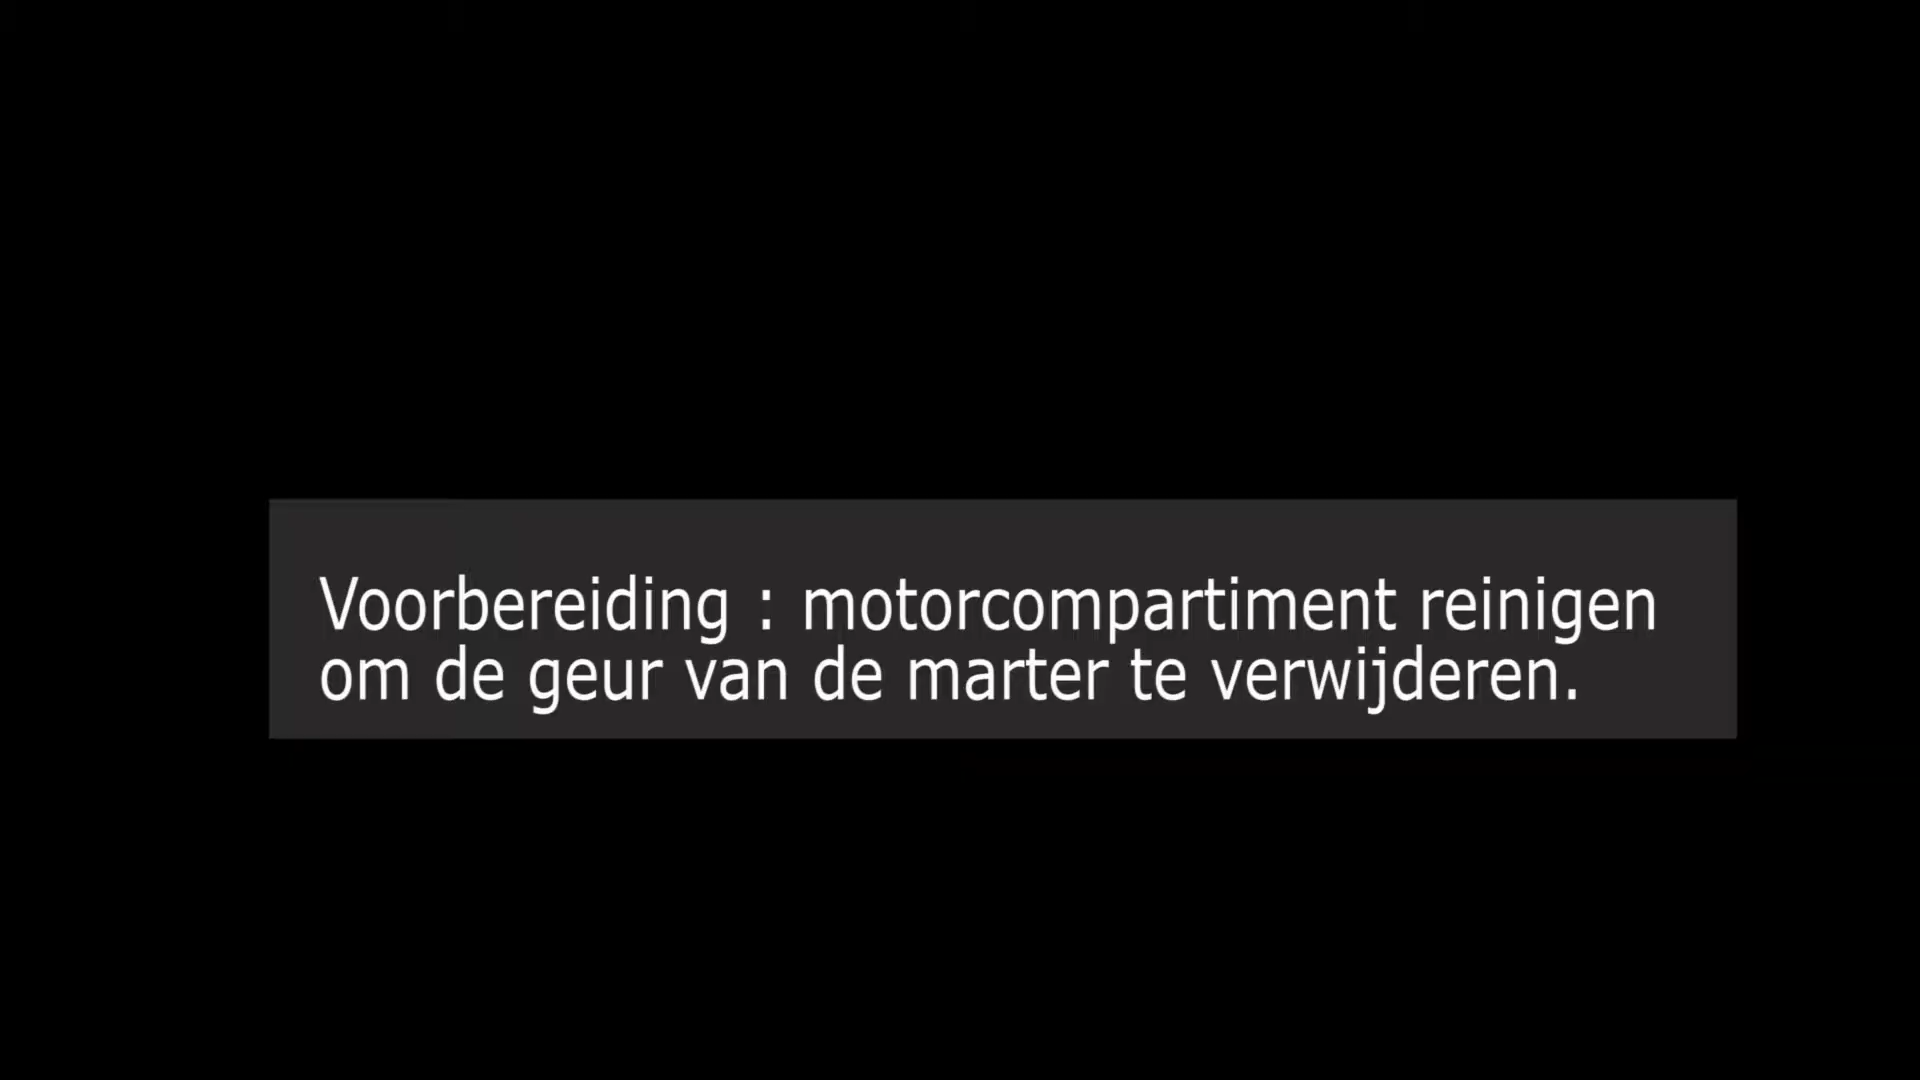 Voorbereiding : motorcompartiment reinigen
om de geur van de marter te verwijderen.